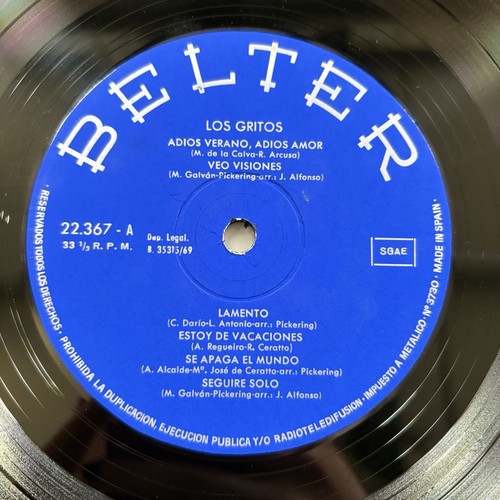 BELTER
LOS GRITOS
ADIOS VERANO, ADIOS AMOR
(M. de la Calva-R. Arcusa)
VEO VISIONES
(M. Galván-Pickering-arr.: J. Alfonso)
22.367 - A
33 1/3 R. P. M.
Dep. Legal.
B. 35315/69
SGAE
LAMENTO
(C. Darío-L. Antonio-arr.: Pickering)
ESTOY DE VACACIONES
(A. Regueiro-R. Ceratto)
SE APAGA EL MUNDO
(A. Alcalde-Mª. José de Ceratto-arr.: Pickering)
SEGUIRE SOLO
(M. Galván-Pickering-arr.: J. Alfonso)
RESERVADOS TODOS LOS DERECHOS · PROHIBIDA LA DUPLICACION, EJECUCION PUBLICA Y/O RADIOTELEDIFUSION · IMPUESTO A METALICO · Nº 3730 · MADE IN SPAIN ·